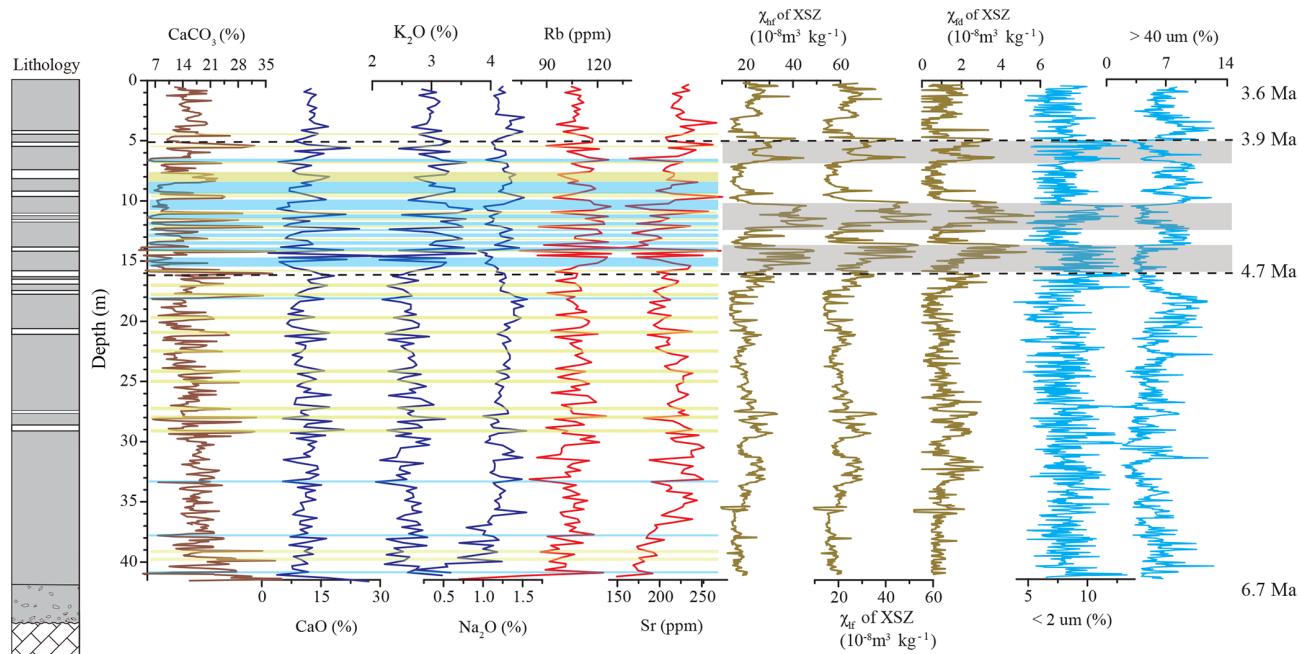 CaCO3 (%)
K2O (%)
Rb (ppm)
χhf of XSZ
(10-8m3 kg-1)
χfd of XSZ
(10-8m3 kg-1)
> 40 um (%)
Lithology
7 14 21 28 35
2 3 4
90 120
20 40 60
0 2 4 6
0 7 14
0
5
10
15
20
25
30
35
40
Depth (m)
3.6 Ma
3.9 Ma
4.7 Ma
6.7 Ma
0 15 30
0.5 1.0 1.5
150 200 250
20 40 60
5 10
CaO (%)
Na2O (%)
Sr (ppm)
χlf of XSZ
(10-8m3 kg-1)
< 2 um (%)